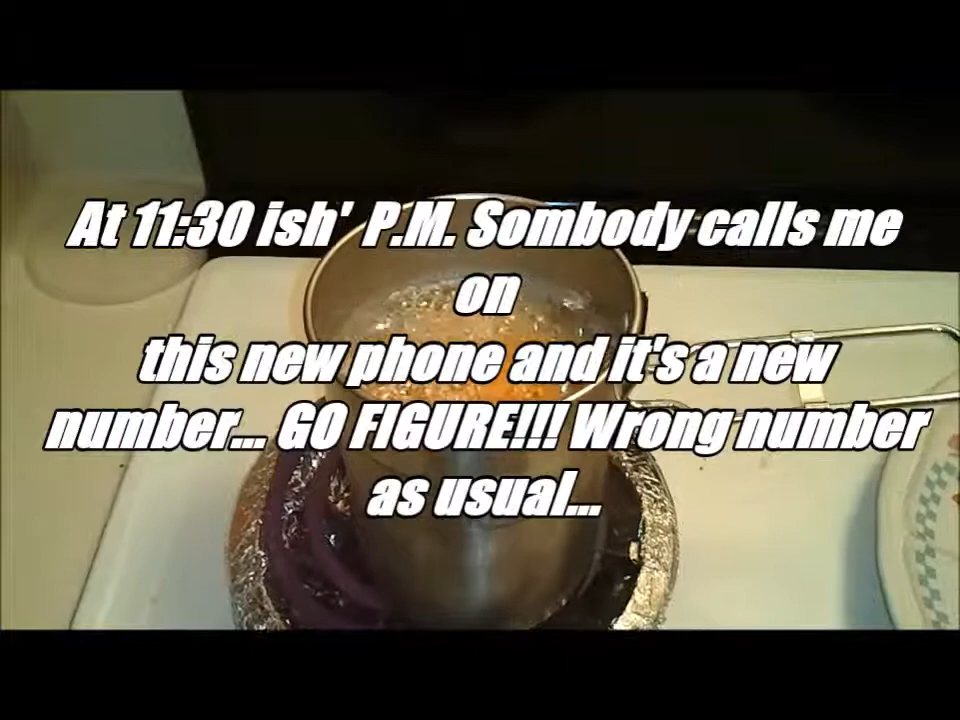 At 11:30 ish' P.M. Sombody calls me
on
this new phone and it's a new
number... GO FIGURE!!! Wrong number
as usual...